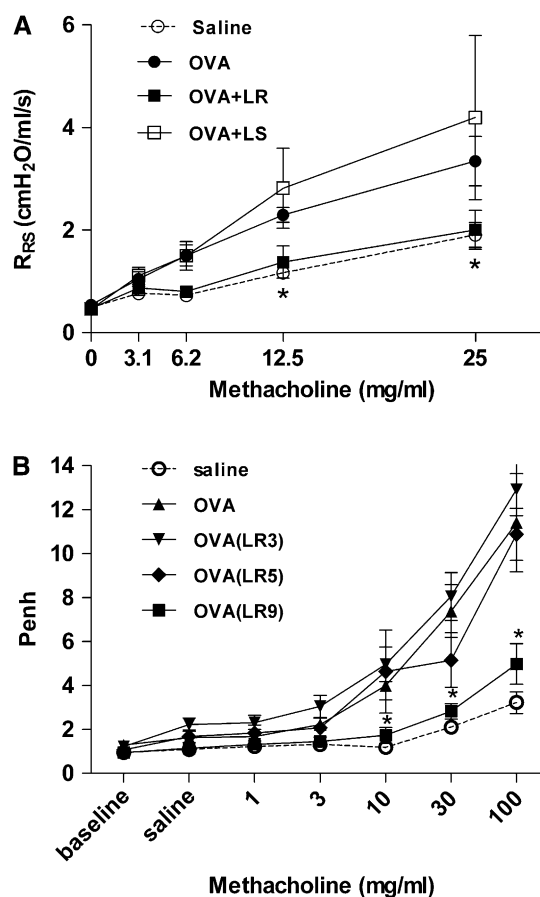 A
6
4
2
0
R_RS (cmH₂O/ml/s)
Saline
OVA
OVA+LR
OVA+LS
* *
0 3.1 6.2 12.5 25
Methacholine (mg/ml)
B
14
12
10
8
6
4
2
0
Penh
saline
OVA
OVA(LR3)
OVA(LR5)
OVA(LR9)
* * *
baseline saline 1 3 10 30 100
Methacholine (mg/ml)